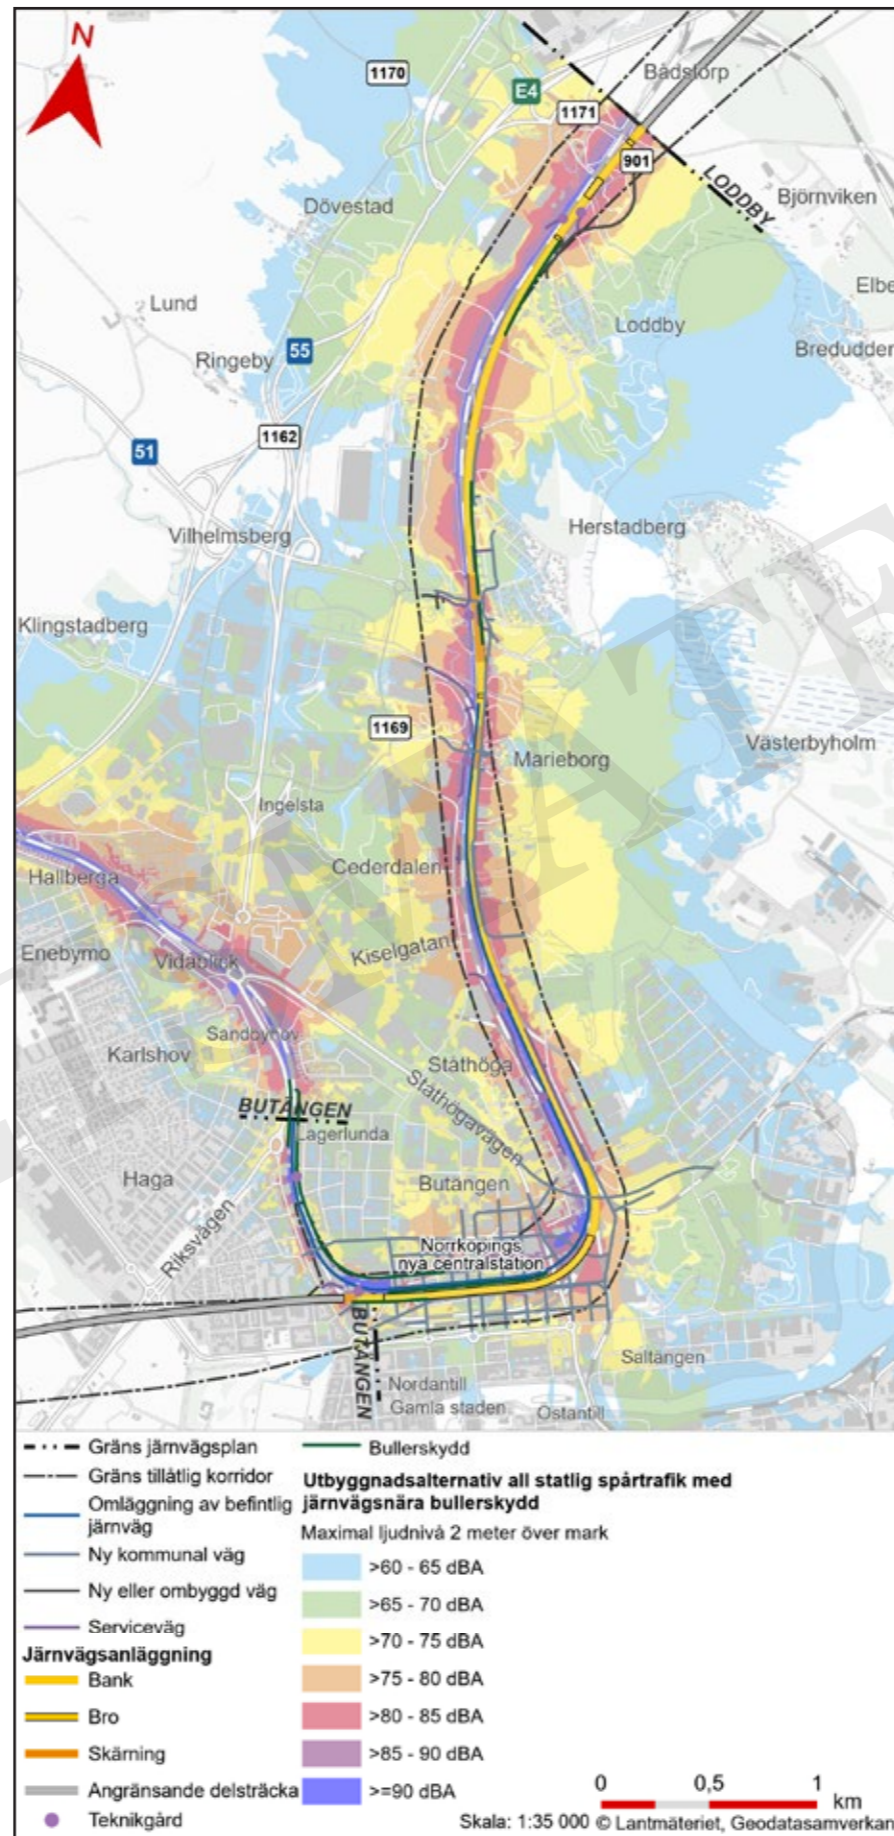 N
1170
Bådstorp
E4
1171
901
LODDBY
Björnviken
Dövestad
Elbe
Lund
Loddby
Bredudden
55
Ringeby
1162
51
Herstadberg
Vilhelmsberg
Klingstadberg
1169
Marieborg
Västerbyholm
Ingelsta
Cederdalen
Hallberga
Enebymo
Vidablick
Kiselgatan
Sandbyhov
Karlshov
Ståthöga
BUTÄNGEN
Ståthögavägen
Lagerlunda
Haga
Butängen
Riksvägen
Norrköpings
nya centralstation
BUTÄNGEN
Saltängen
Nordantill
Gamla staden
Östantill
Gräns järnvägsplan
Gräns tillåtlig korridor
Omläggning av befintlig
järnväg
Ny kommunal väg
Ny eller ombyggd väg
Serviceväg
Järnvägsanläggning
Bank
Bro
Skärning
Angränsande delsträcka
Teknikgård
Bullerskydd
Utbyggnadsalternativ all statlig spårtrafik med
järnvägsnära bullerskydd
Maximal ljudnivå 2 meter över mark
>60 - 65 dBA
>65 - 70 dBA
>70 - 75 dBA
>75 - 80 dBA
>80 - 85 dBA
>85 - 90 dBA
>=90 dBA
0 0,5 1
km
Skala: 1:35 000 © Lantmäteriet, Geodatasamverkan